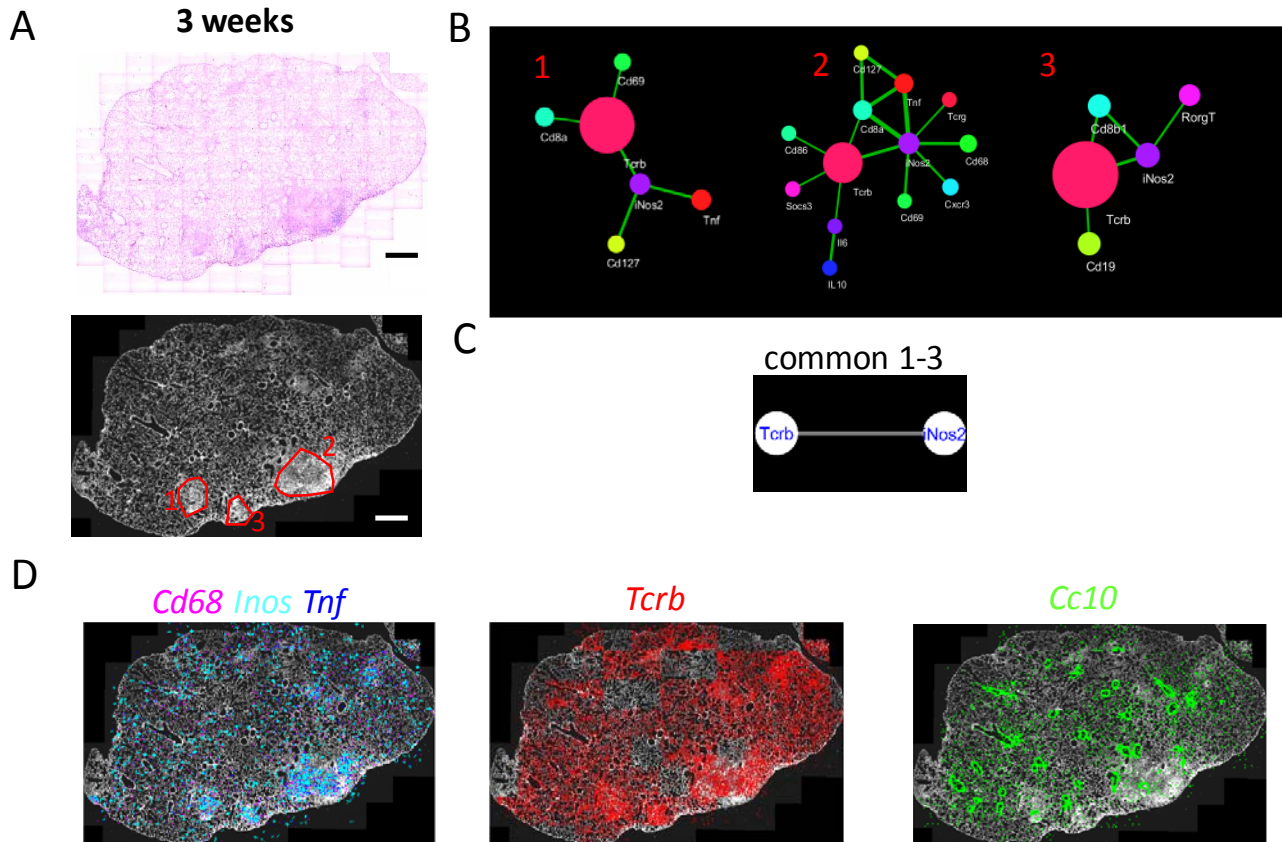 A
3 weeks
1
2
3
B
1
Cd69
Cd8a
Tcrb
iNos2
Tnf
Cd127
2
Cd127
Tnf
Tcrg
Cd8a
Cd86
iNos2
Cd68
Tcrb
Socs3
Cd69
Cxcr3
Il6
IL10
3
Cd8b1
RorgT
iNos2
Tcrb
Cd19
C
common 1-3
Tcrb
iNos2
D
Cd68 Inos Tnf
Tcrb
Cc10